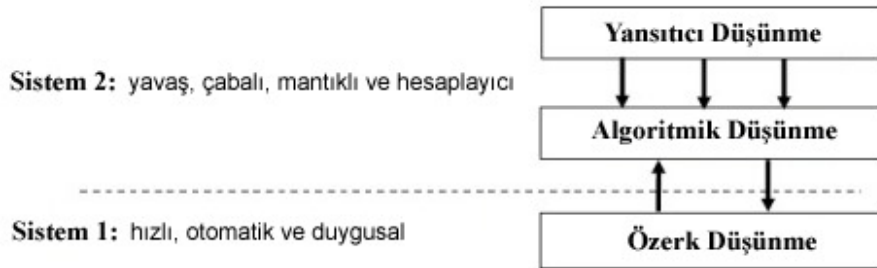 Yansıtıcı Düşünme
Sistem 2: yavaş, çabalı, mantıklı ve hesaplayıcı
Algoritmik Düşünme
Sistem 1: hızlı, otomatik ve duygusal
Özerk Düşünme